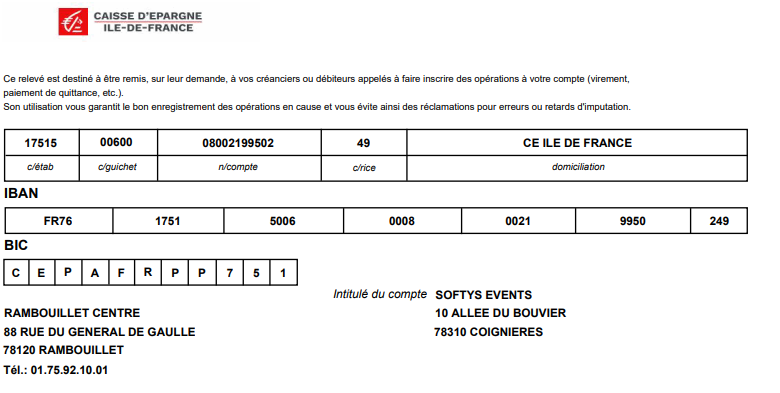 CAISSE D'EPARGNE
ILE-DE-FRANCE
Ce relevé est destiné à être remis, sur leur demande, à vos créanciers ou débiteurs appelés à faire inscrire des opérations à votre compte (virement,
paiement de quittance, etc.).
Son utilisation vous garantit le bon enregistrement des opérations en cause et vous évite ainsi des réclamations pour erreurs ou retards d'imputation.
17515 00600 08002199502 49 CE ILE DE FRANCE
c/étab c/guichet n/compte c/rice domiciliation
IBAN
FR76 1751 5006 0008 0021 9950 249
BIC
C E P A F R P P 7 5 1
Intitulé du compte SOFTYS EVENTS
RAMBOUILLET CENTRE 10 ALLEE DU BOUVIER
88 RUE DU GENERAL DE GAULLE 78310 COIGNIERES
78120 RAMBOUILLET
Tél.: 01.75.92.10.01